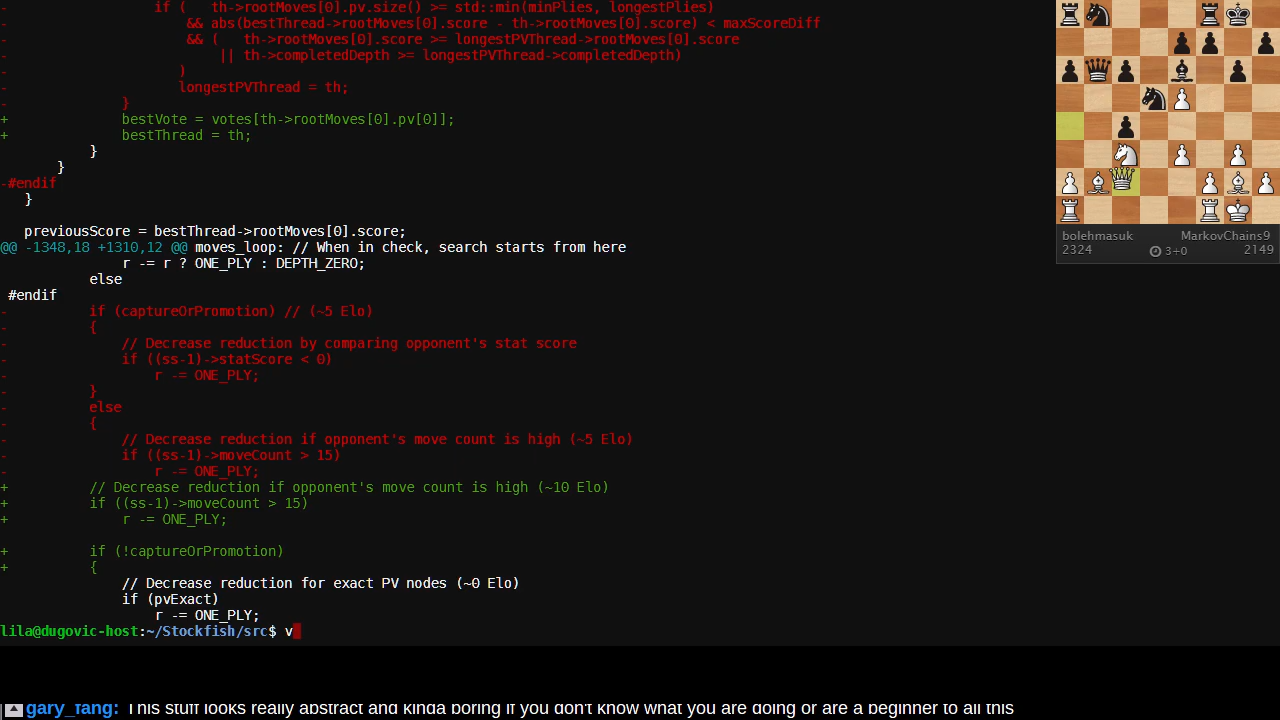 -                  if (   th->rootMoves[0].pv.size() >= std::min(minPlies, longestPlies)
-                      && abs(bestThread->rootMoves[0].score - th->rootMoves[0].score) < maxScoreDiff
-                      && (   th->rootMoves[0].score >= longestPVThread->rootMoves[0].score
-                          || th->completedDepth >= longestPVThread->completedDepth)
-                     )
-                     longestPVThread = th;
-              }
+              bestVote = votes[th->rootMoves[0].pv[0]];
+              bestThread = th;
           }
       }
-#endif
   }
   previousScore = bestThread->rootMoves[0].score;
@@ -1348,18 +1310,12 @@ moves_loop: // When in check, search starts from here
               r -= r ? ONE_PLY : DEPTH_ZERO;
           else
 #endif
-          if (captureOrPromotion) // (~5 Elo)
-          {
-              // Decrease reduction by comparing opponent's stat score
-              if ((ss-1)->statScore < 0)
-                  r -= ONE_PLY;
-          }
-          else
-          {
-              // Decrease reduction if opponent's move count is high (~5 Elo)
-              if ((ss-1)->moveCount > 15)
-                  r -= ONE_PLY;
+          // Decrease reduction if opponent's move count is high (~10 Elo)
+          if ((ss-1)->moveCount > 15)
+              r -= ONE_PLY;
+          if (!captureOrPromotion)
+          {
               // Decrease reduction for exact PV nodes (~0 Elo)
               if (pvExact)
                   r -= ONE_PLY;
lila@dugovic-host:~/Stockfish/src$ v
bolehmasuk MarkovChains9
2324 3+0 2149
gary_fang: This stuff looks really abstract and kinda boring if you don't know what you are doing or are a beginner to all this